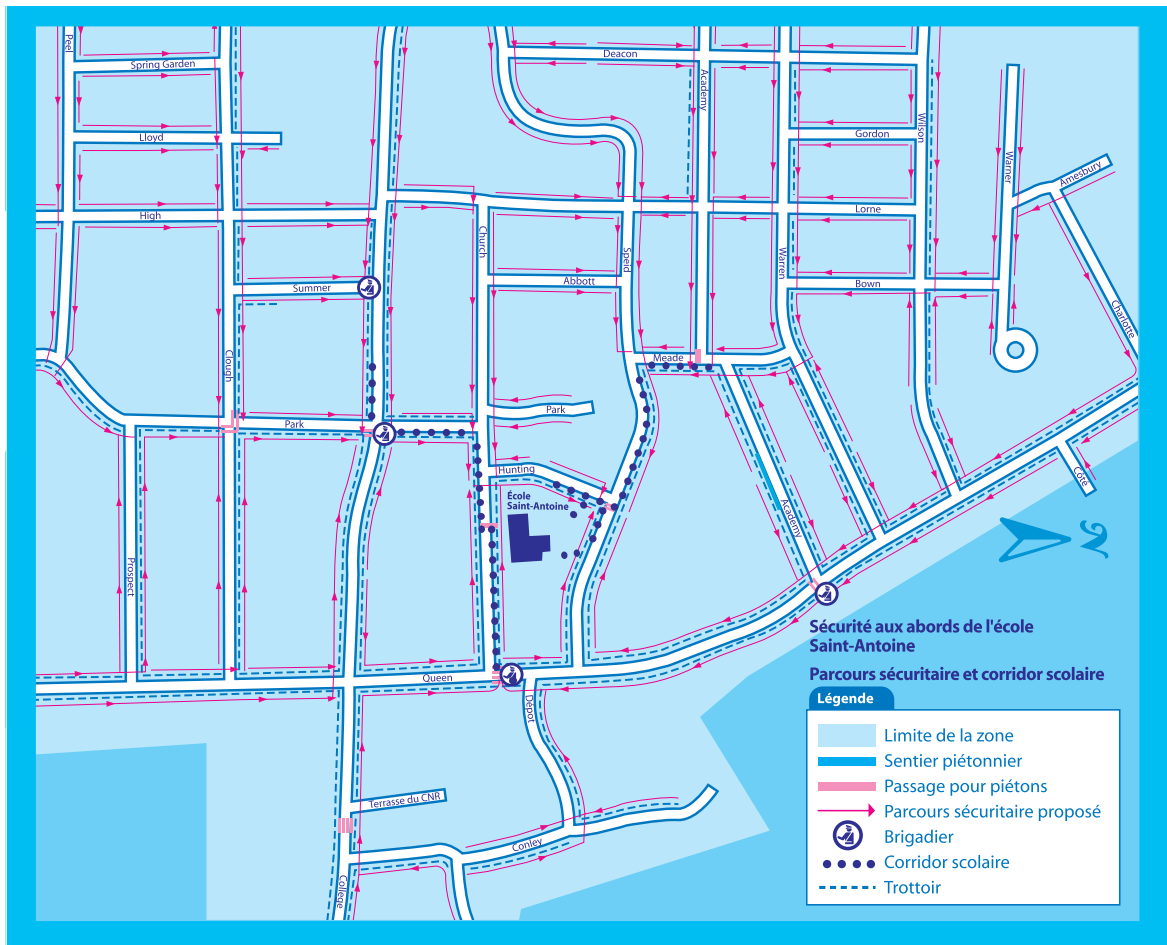 Peel
Spring Garden
Deacon
Academy
Lloyd
Gordon
Wilson
Warner
Amesbury
High
Lorne
Church
Speid
Warren
Summer
Abbott
Bown
Charlotte
Clough
Meade
Park
Park
Hunting
École
Saint-Antoine
Côté
Academy
Prospect
Queen
Dépôt
Terrasse du CNR
Conley
College
N
Sécurité aux abords de l'école
Saint-Antoine
Parcours sécuritaire et corridor scolaire
Légende
Limite de la zone
Sentier piétonnier
Passage pour piétons
Parcours sécuritaire proposé
Brigadier
Corridor scolaire
Trottoir